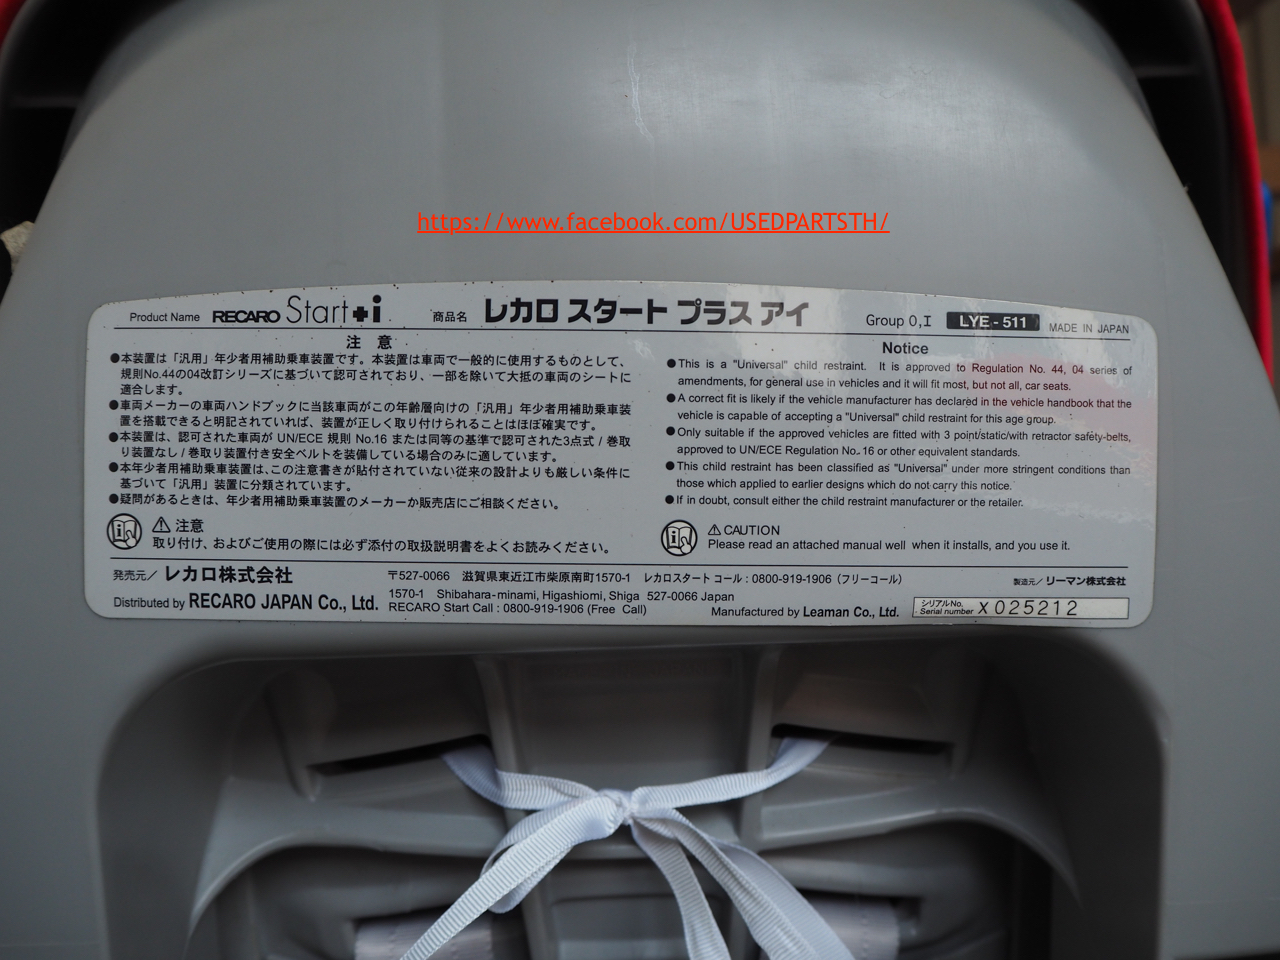 https://www.facebook.com/USEDPARTSTH/
Product Name RECARO Start+i 商品名 レカロ スタート プラス アイ Group 0,I LYE-511 MADE IN JAPAN
注 意
●本装置は「汎用」年少者用補助乗車装置です。本装置は車両で一般的に使用するものとして、
規則No.44の04改訂シリーズに基づいて認可されており、一部を除いて大抵の車両のシートに
適合します。
●車両メーカーの車両ハンドブックに当該車両がこの年齢層向けの「汎用」年少者用補助乗車装
置を搭載できると明記されていれば、装置が正しく取り付けられることはほぼ確実です。
●本装置は、認可された車両が UN/ECE 規則 No.16 または同等の基準で認可された3点式 / 巻取
り装置なし / 巻取り装置付き安全ベルトを装備している場合のみに適しています。
●本年少者用補助乗車装置は、この注意書きが貼付されていない従来の設計よりも厳しい条件に
基づいて「汎用」装置に分類されています。
●疑問があるときは、年少者用補助乗車装置のメーカーか販売店にご相談ください。
注意
取り付け、およびご使用の際には必ず添付の取扱説明書をよくお読みください。
Notice
●This is a "Universal" child restraint. It is approved to Regulation No. 44, 04 series of
amendments, for general use in vehicles and it will fit most, but not all, car seats.
●A correct fit is likely if the vehicle manufacturer has declared in the vehicle handbook that the
vehicle is capable of accepting a "Universal" child restraint for this age group.
●Only suitable if the approved vehicles are fitted with 3 point/static/with retractor safety-belts,
approved to UN/ECE Regulation No.16 or other equivalent standards.
●This child restraint has been classified as "Universal" under more stringent conditions than
those which applied to earlier designs which do not carry this notice.
●If in doubt, consult either the child restraint manufacturer or the retailer.
CAUTION
Please read an attached manual well when it installs, and you use it.
発売元／レカロ株式会社 〒527-0066 滋賀県東近江市柴原南町1570-1 レカロスタート コール : 0800-919-1906（フリーコール） 製造元／リーマン株式会社
Distributed by RECARO JAPAN Co., Ltd. 1570-1 Shibahara-minami, Higashiomi, Shiga 527-0066 Japan
RECARO Start Call : 0800-919-1906 (Free Call) Manufactured by Leaman Co., Ltd.
シリアルNo.
Serial number X 025212